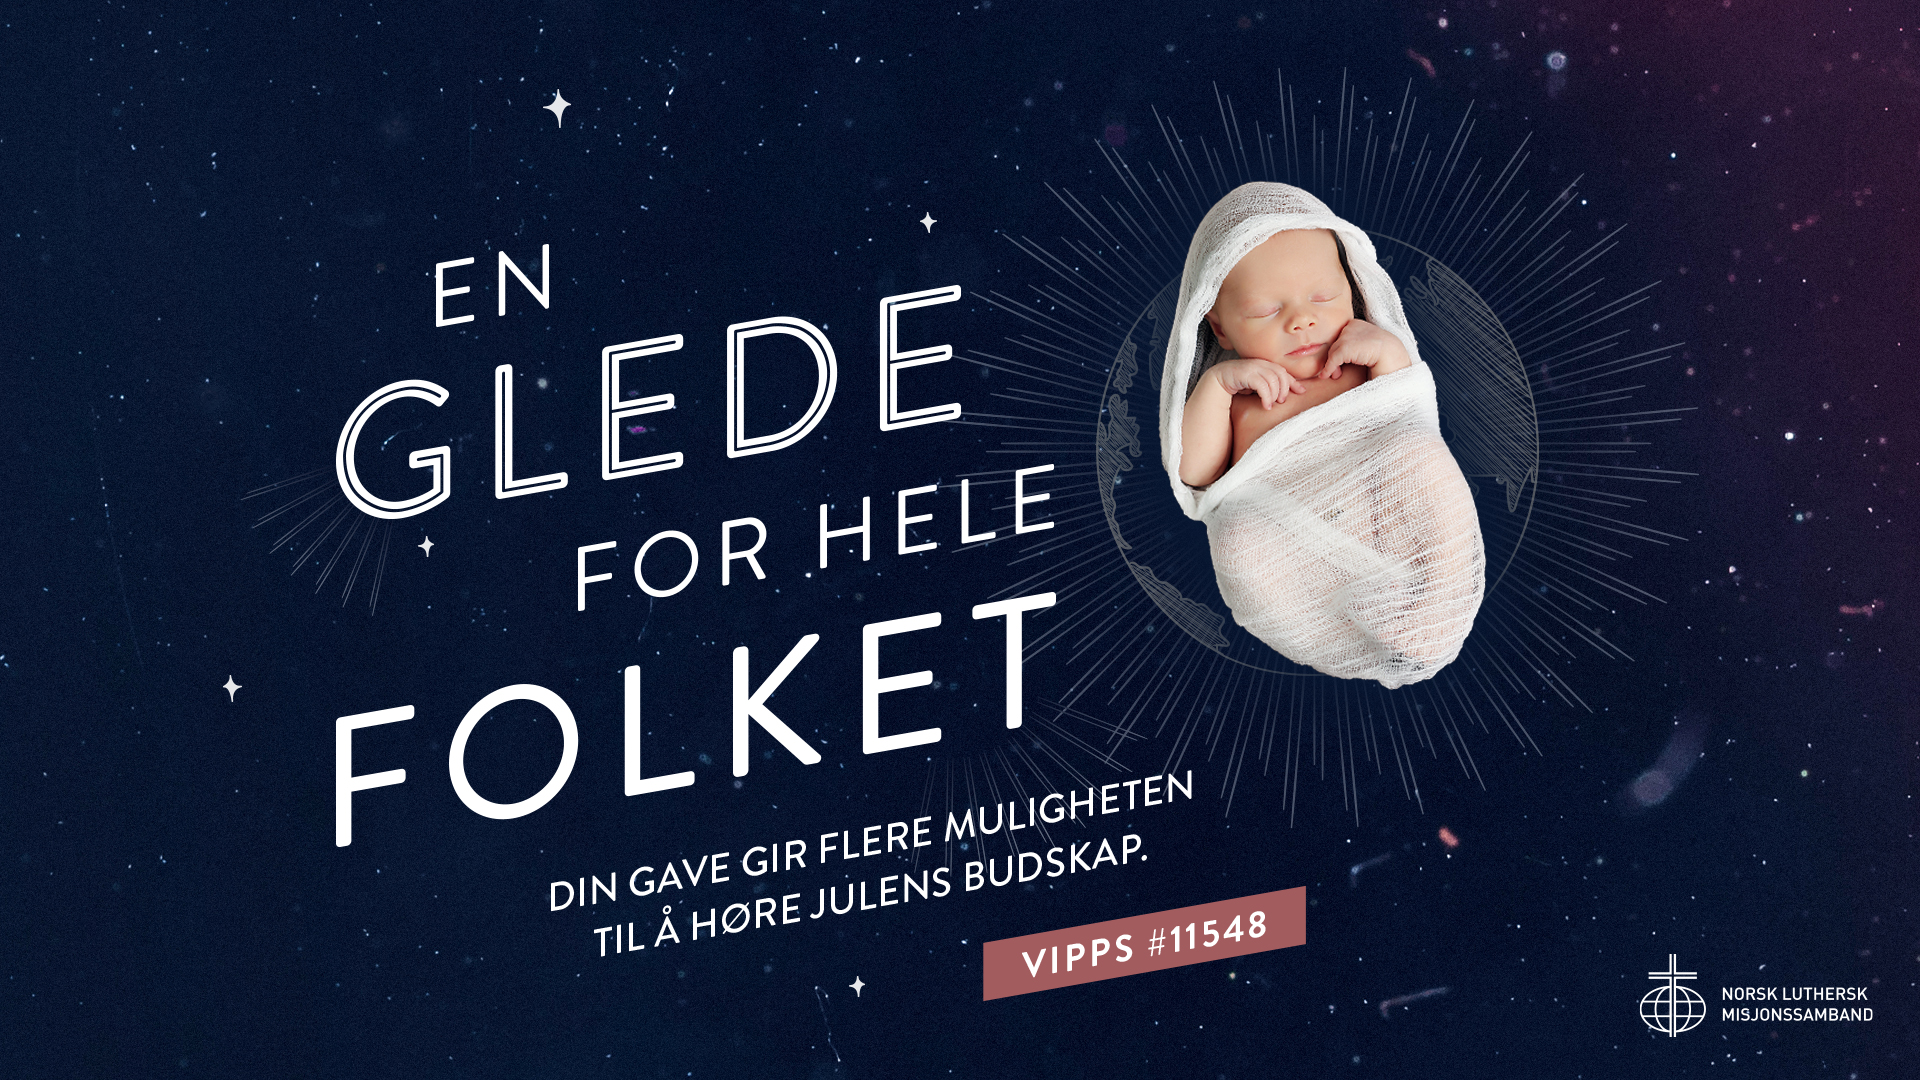 EN
GLEDE
FOR HELE
FOLKET
DIN GAVE GIR FLERE MULIGHETEN
TIL Å HØRE JULENS BUDSKAP.
VIPPS #11548
NORSK LUTHERSK
MISJONSSAMBAND